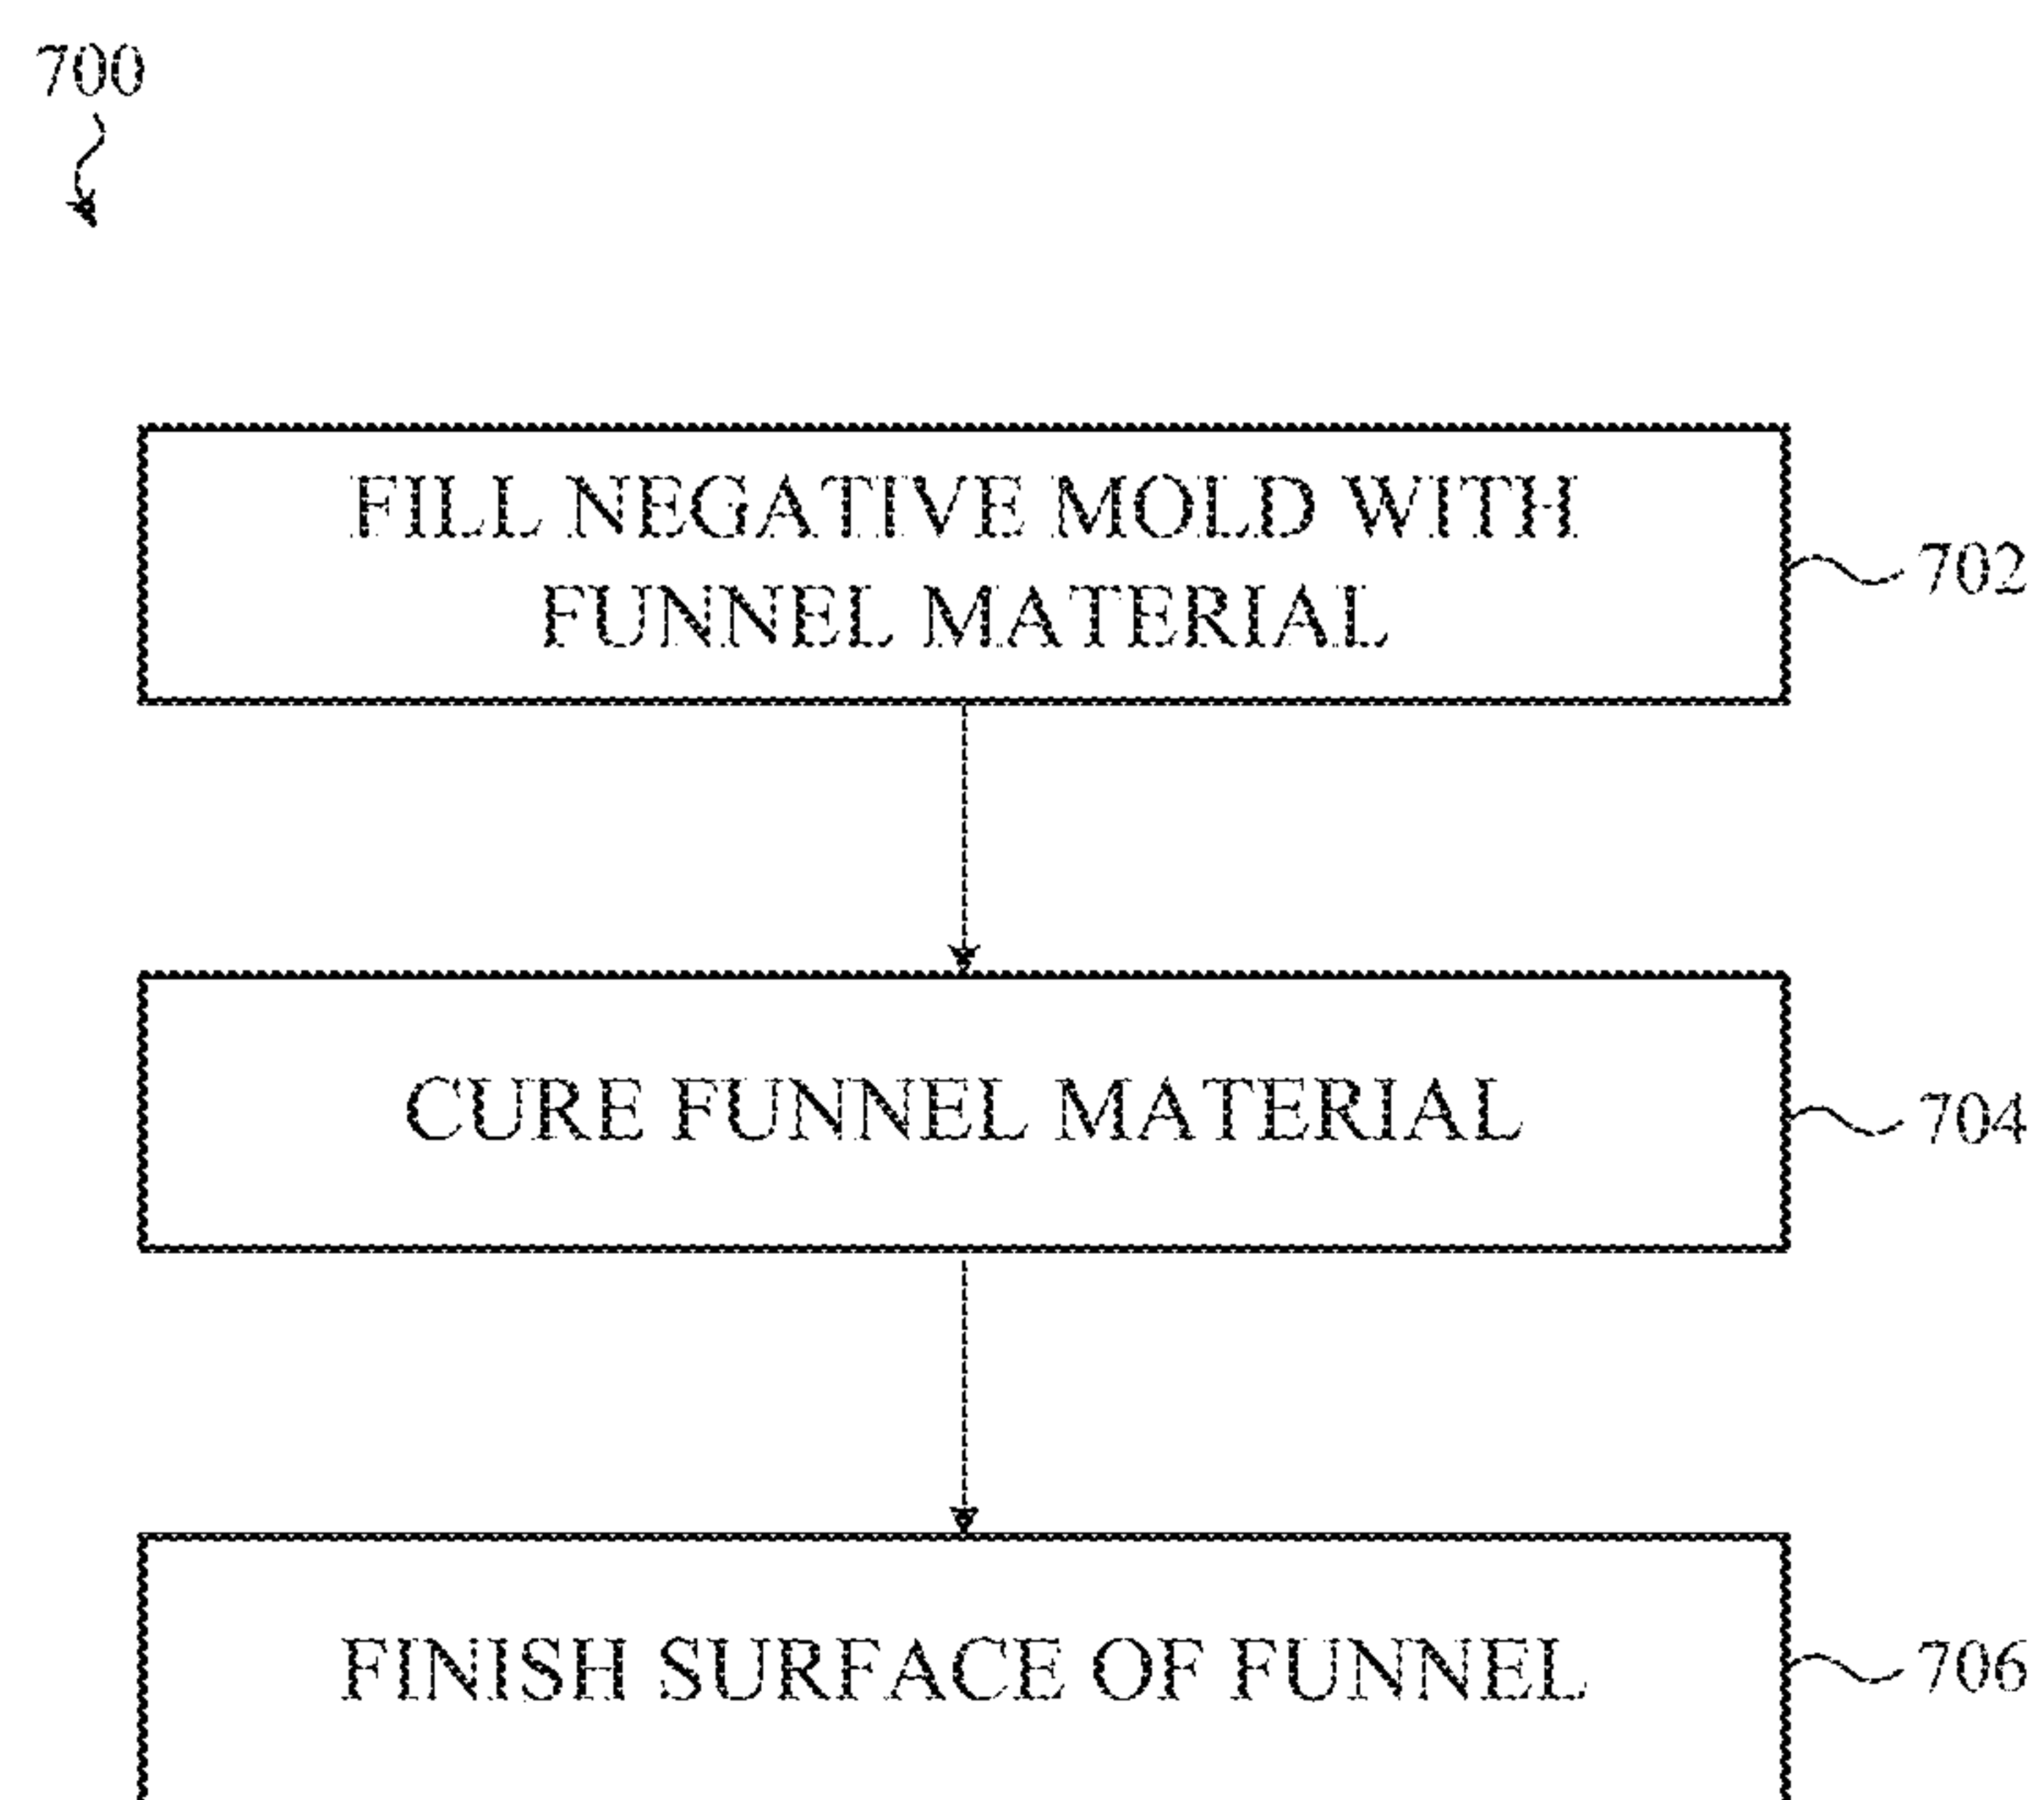 700
FILL NEGATIVE MOLD WITH
FUNNEL MATERIAL
702
CURE FUNNEL MATERIAL
704
FINISH SURFACE OF FUNNEL
706